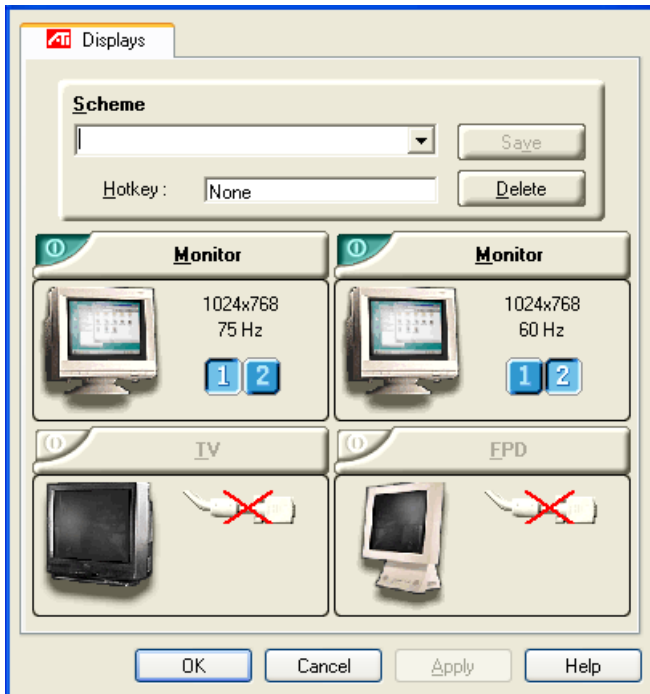 ATI Displays
Scheme
Save
Hotkey : None Delete
Monitor Monitor
1024x768 1024x768
75 Hz 60 Hz
1 2 1 2
TV FPD
OK Cancel Apply Help